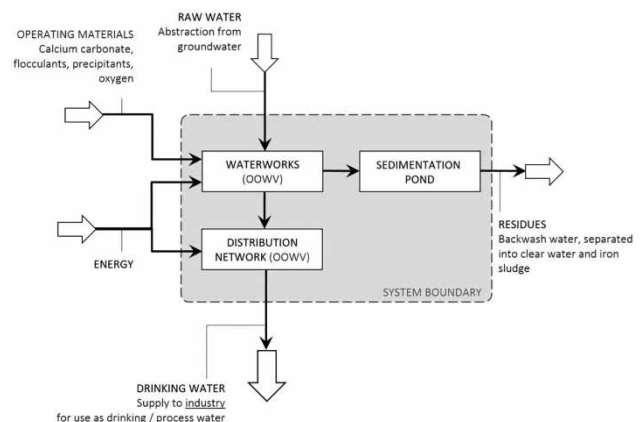 RAW WATER
Abstraction from
groundwater
OPERATING MATERIALS
Calcium carbonate,
flocculants, precipitants,
oxygen
WATERWORKS
(OOWV)
SEDIMENTATION
POND
DISTRIBUTION
NETWORK (OOWV)
ENERGY
RESIDUES
Backwash water, separated
into clear water and iron
sludge
SYSTEM BOUNDARY
DRINKING WATER
Supply to industry
for use as drinking / process water